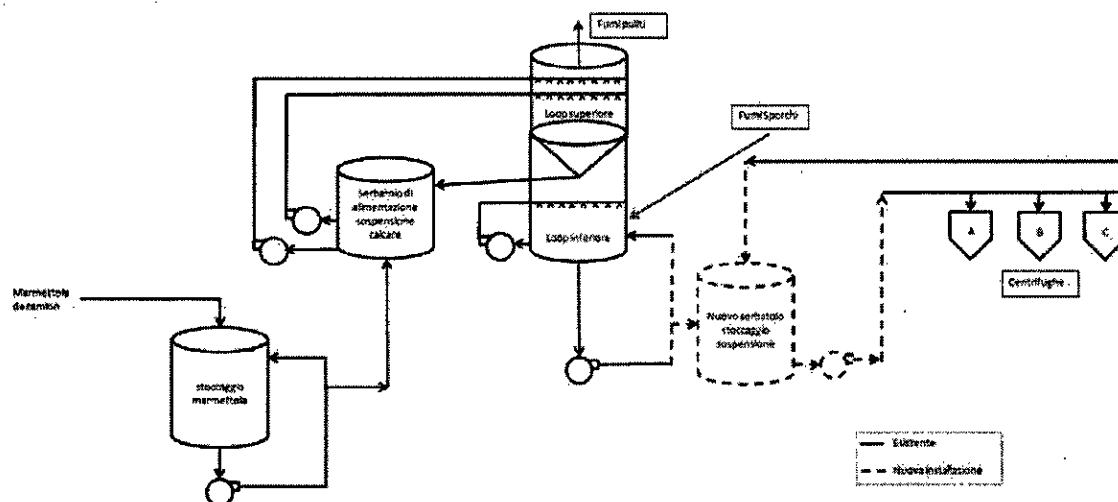 Fumi puliti
Loop superiore
Fumi Sporchi
Serbatoio di
alimentazione
sospensione
calcare
Loop inferiore
A
B
C
Centrifughe
Marmettola
da camion
Nuovo serbatoio
stoccaggio
sospensione
stoccaggio
marmettola
Esistente
Nuova installazione